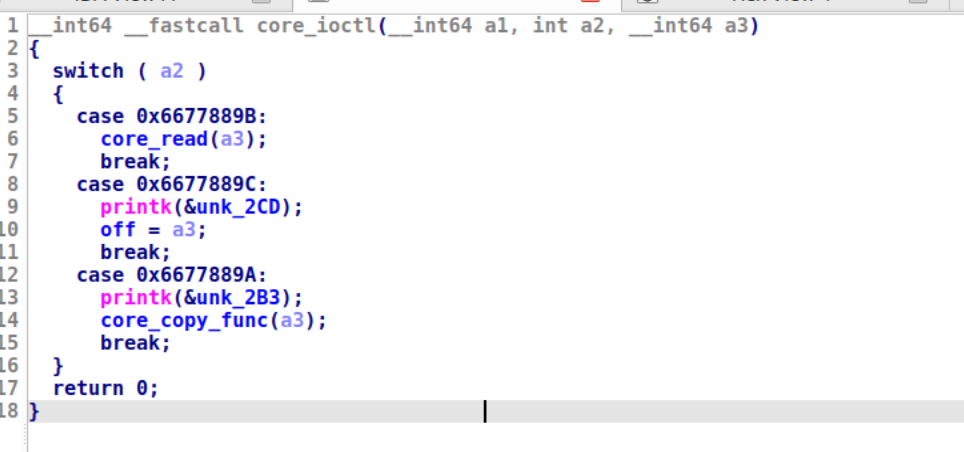 1 __int64 __fastcall core_ioctl(__int64 a1, int a2, __int64 a3)
2 {
3   switch ( a2 )
4   {
5     case 0x6677889B:
6       core_read(a3);
7       break;
8     case 0x6677889C:
9       printk(&unk_2CD);
10       off = a3;
11       break;
12     case 0x6677889A:
13       printk(&unk_2B3);
14       core_copy_func(a3);
15       break;
16   }
17   return 0;
18 }